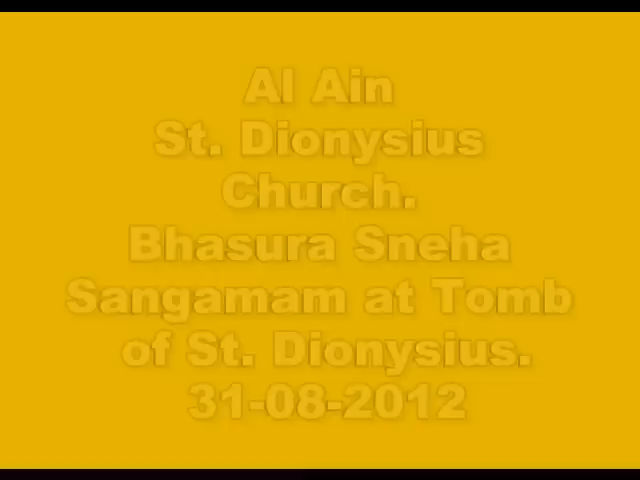 Al Ain
St. Dionysius
Church.
Bhasura Sneha
Sangamam at Tomb
of St. Dionysius.
31-08-2012